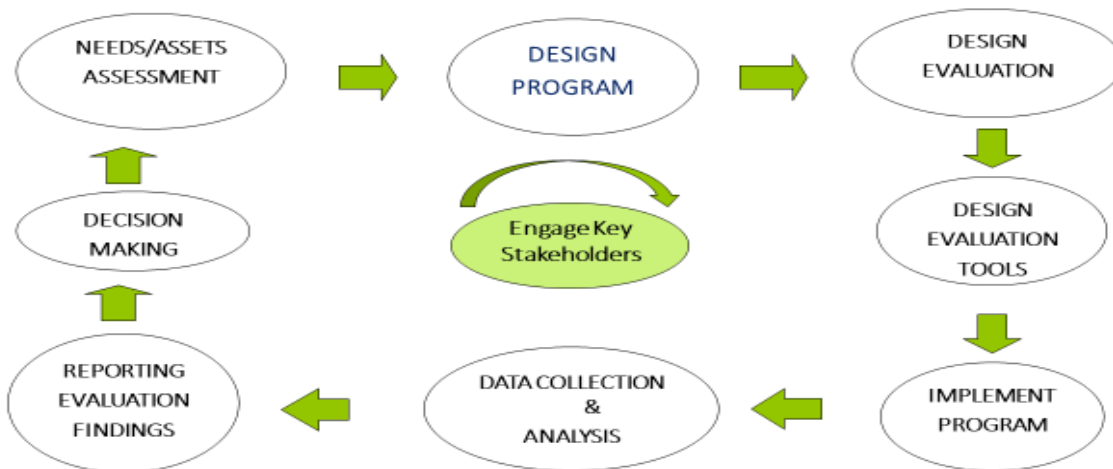 NEEDS/ASSETS
ASSESSMENT
DESIGN
PROGRAM
DESIGN
EVALUATION
DESIGN
EVALUATION
TOOLS
IMPLEMENT
PROGRAM
DATA COLLECTION
&
ANALYSIS
REPORTING
EVALUATION
FINDINGS
DECISION
MAKING
Engage Key
Stakeholders